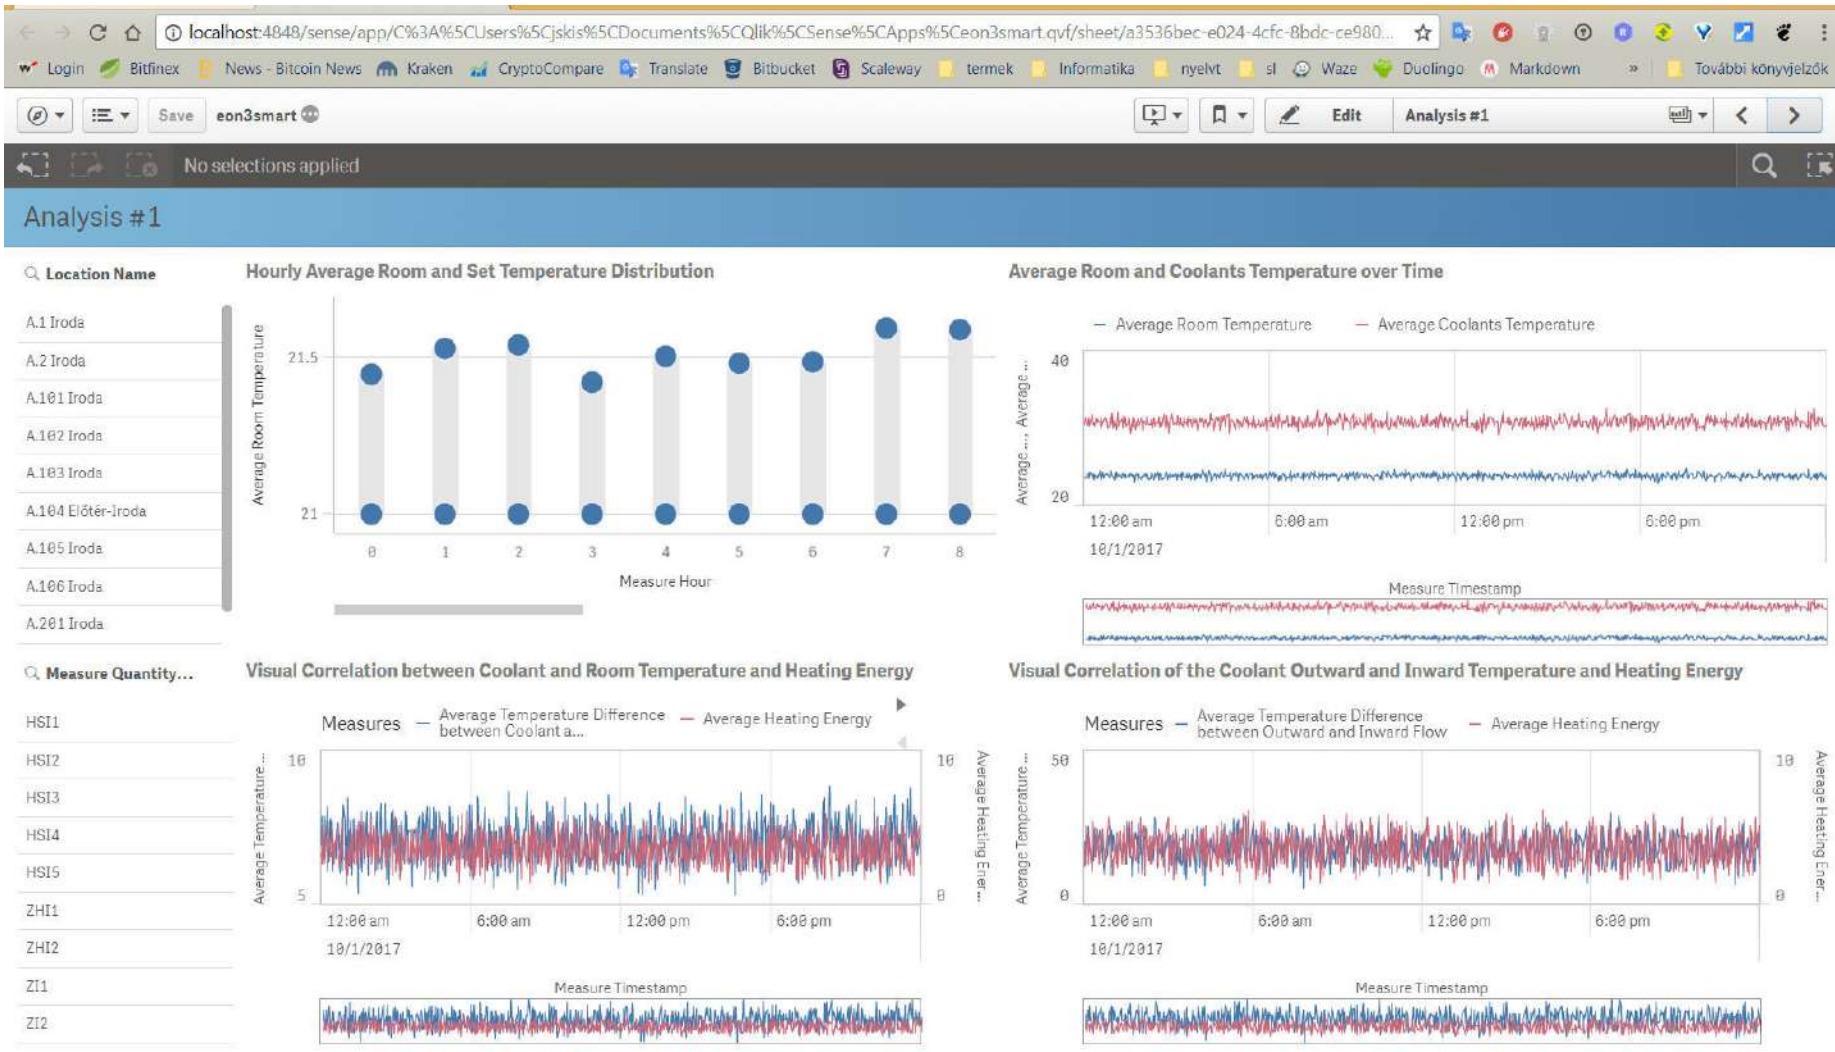 localhost:4848/sense/app/C%3A%5CUsers%5Cjskis%5CDocuments%5CQlik%5CSense%5CApps%5Ceon3smart.qvf/sheet/a3536bec-e024-4cfc-8bdc-ce980...
Login Bitfinex News - Bitcoin News Kraken CryptoCompare Translate Bitbucket Scaleway termek Informatika nyelvt sl Waze Duolingo Markdown » További könyvjelzők
Save eon3smart Edit Analysis #1
No selections applied
Analysis #1
Location Name
A.1 Iroda
A.2 Iroda
A.101 Iroda
A.102 Iroda
A.103 Iroda
A.104 Előtér-Iroda
A.105 Iroda
A.106 Iroda
A.201 Iroda
Measure Quantity...
HSI1
HSI2
HSI3
HSI4
HSI5
ZHI1
ZHI2
ZI1
ZI2
Hourly Average Room and Set Temperature Distribution
Average Room Temperature
21.5
21
0 1 2 3 4 5 6 7 8
Measure Hour
Average Room and Coolants Temperature over Time
Average Room Temperature Average Coolants Temperature
Average ..., Average ...
40
20
12:00 am 6:00 am 12:00 pm 6:00 pm
10/1/2017
Measure Timestamp
Visual Correlation between Coolant and Room Temperature and Heating Energy
Measures Average Temperature Difference between Coolant a... Average Heating Energy
Average Temperature...
10
5
10
0
Average Heating Ener...
12:00 am 6:00 am 12:00 pm 6:00 pm
10/1/2017
Measure Timestamp
Visual Correlation of the Coolant Outward and Inward Temperature and Heating Energy
Measures Average Temperature Difference between Outward and Inward Flow Average Heating Energy
Average Temperature...
50
0
10
0
Average Heating Ener...
12:00 am 6:00 am 12:00 pm 6:00 pm
10/1/2017
Measure Timestamp